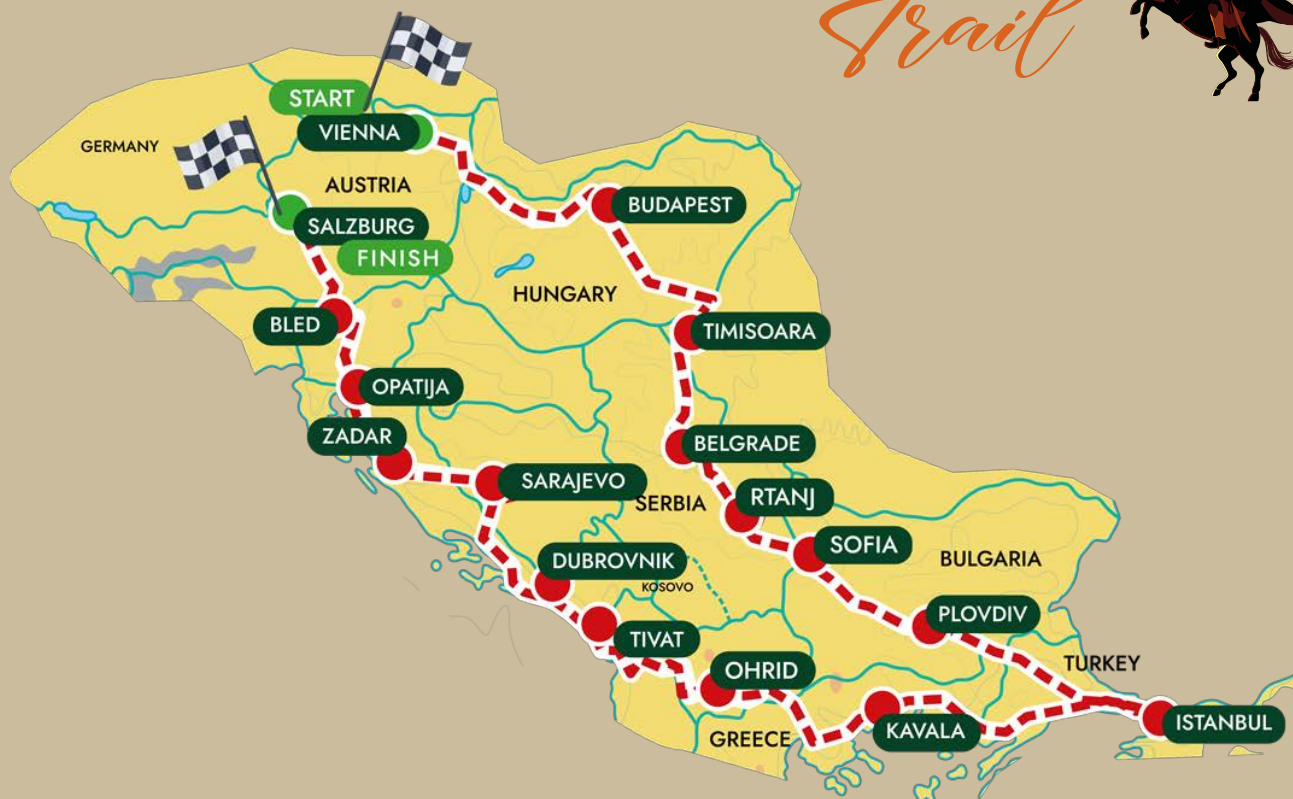 Trail
START
VIENNA
GERMANY
AUSTRIA
BUDAPEST
SALZBURG
FINISH
HUNGARY
BLED
TIMISOARA
OPATIJA
ZADAR
BELGRADE
SARAJEVO
SERBIA
RTANJ
SOFIA
DUBROVNIK
BULGARIA
KOSOVO
PLOVDIV
TIVAT
TURKEY
OHRID
ISTANBUL
KAVALA
GREECE